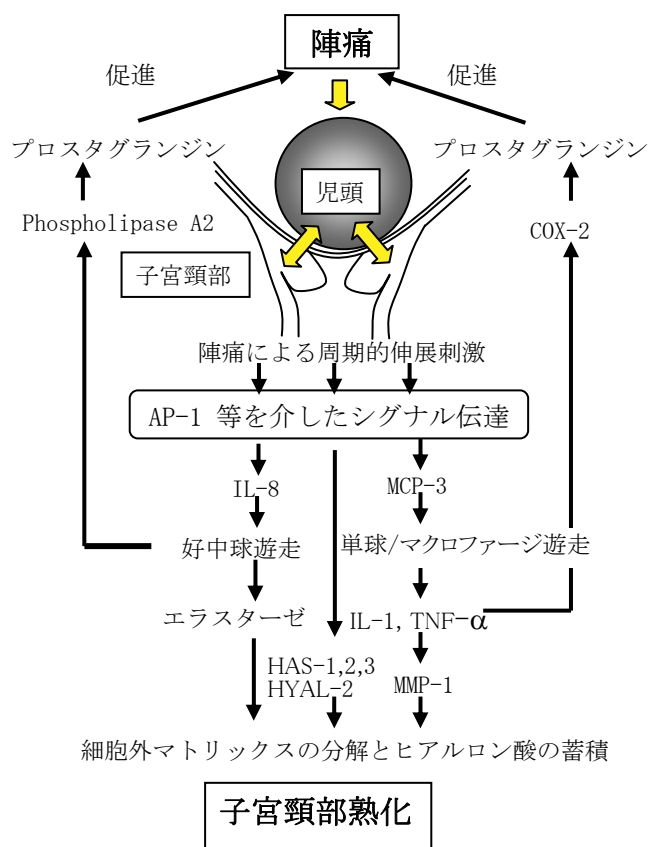 陣痛
促進
促進
プロスタグランジン
プロスタグランジン
児頭
Phospholipase A2
COX-2
子宮頸部
陣痛による周期的伸展刺激
AP-1 等を介したシグナル伝達
IL-8
MCP-3
好中球遊走
単球/マクロファージ遊走
エラスターゼ
IL-1, TNF-α
HAS-1,2,3
HYAL-2
MMP-1
細胞外マトリックスの分解とヒアルロン酸の蓄積
子宮頸部熟化